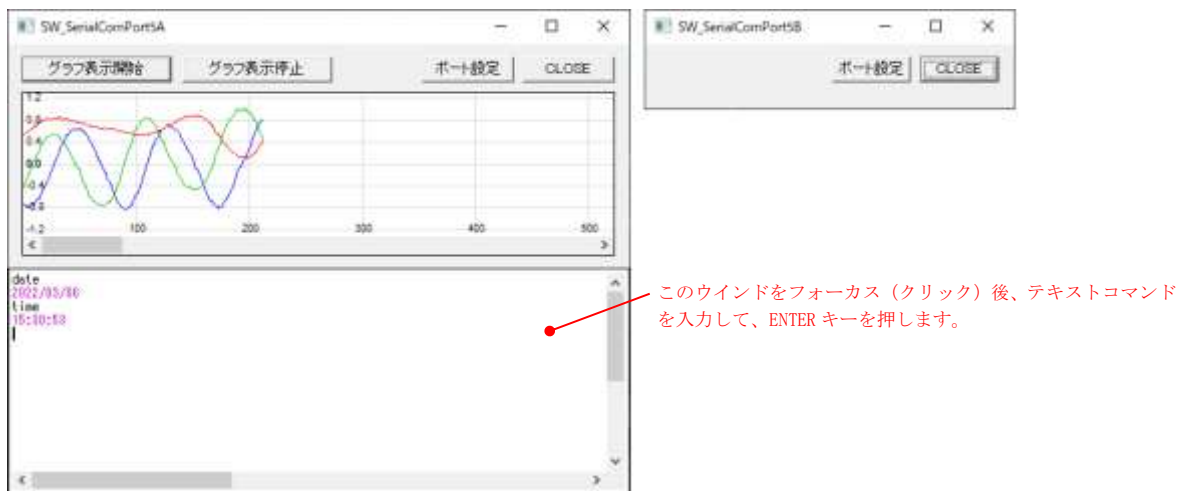 SW_SerialComPort5A
SW_SerialComPort5B
グラフ表示開始 グラフ表示停止 ポート設定 CLOSE
ポート設定 CLOSE
1.2
0.8
0.4
0.0
-0.4
-0.8
-1.2 100 200 300 400 500
date
2022/03/06
time
15:30:53
このウインドをフォーカス（クリック）後、テキストコマンド
を入力して、ENTER キーを押します。